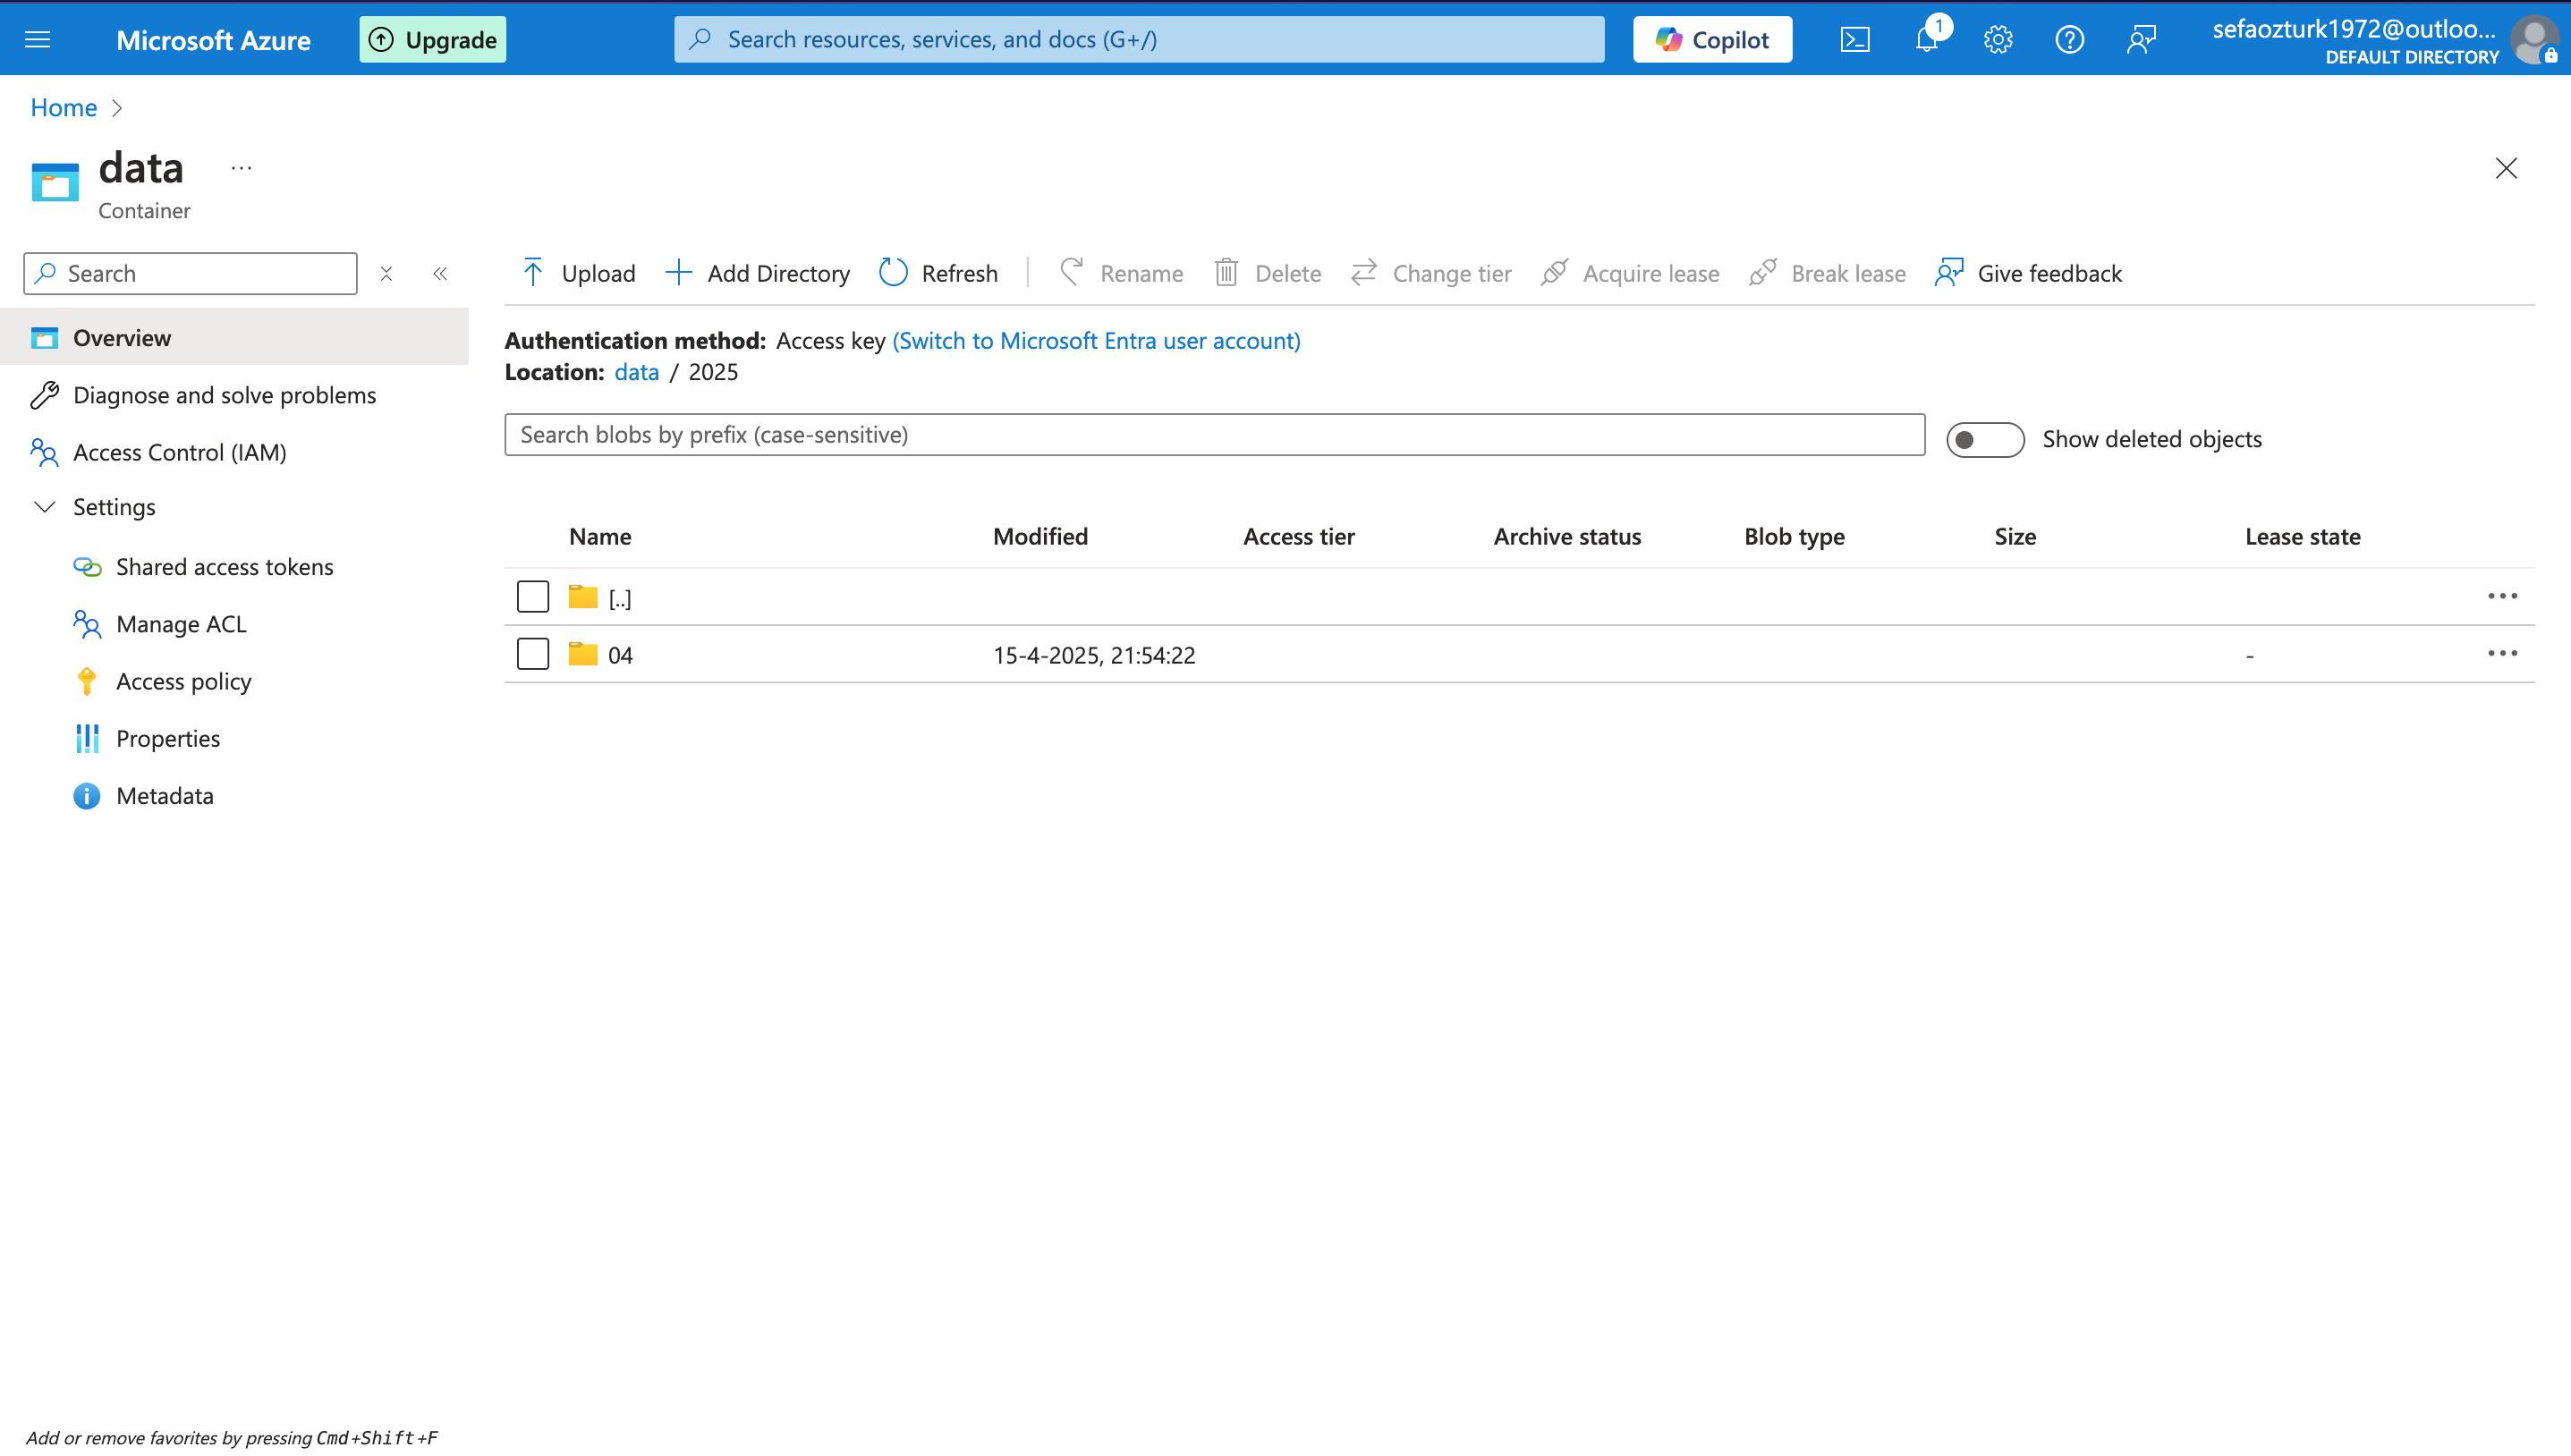 Microsoft Azure
Upgrade
Search resources, services, and docs (G+/)
Copilot
1
sefaozturk1972@outloo...
DEFAULT DIRECTORY
Home
data
...
Container
Search
Upload
Add Directory
Refresh
Rename
Delete
Change tier
Acquire lease
Break lease
Give feedback
Overview
Diagnose and solve problems
Access Control (IAM)
Settings
Shared access tokens
Manage ACL
Access policy
Properties
Metadata
Authentication method: Access key (Switch to Microsoft Entra user account)
Location: data / 2025
Search blobs by prefix (case-sensitive)
Show deleted objects
Name Modified Access tier Archive status Blob type Size Lease state
[..]
04 15-4-2025, 21:54:22 -
Add or remove favorites by pressing Cmd+Shift+F